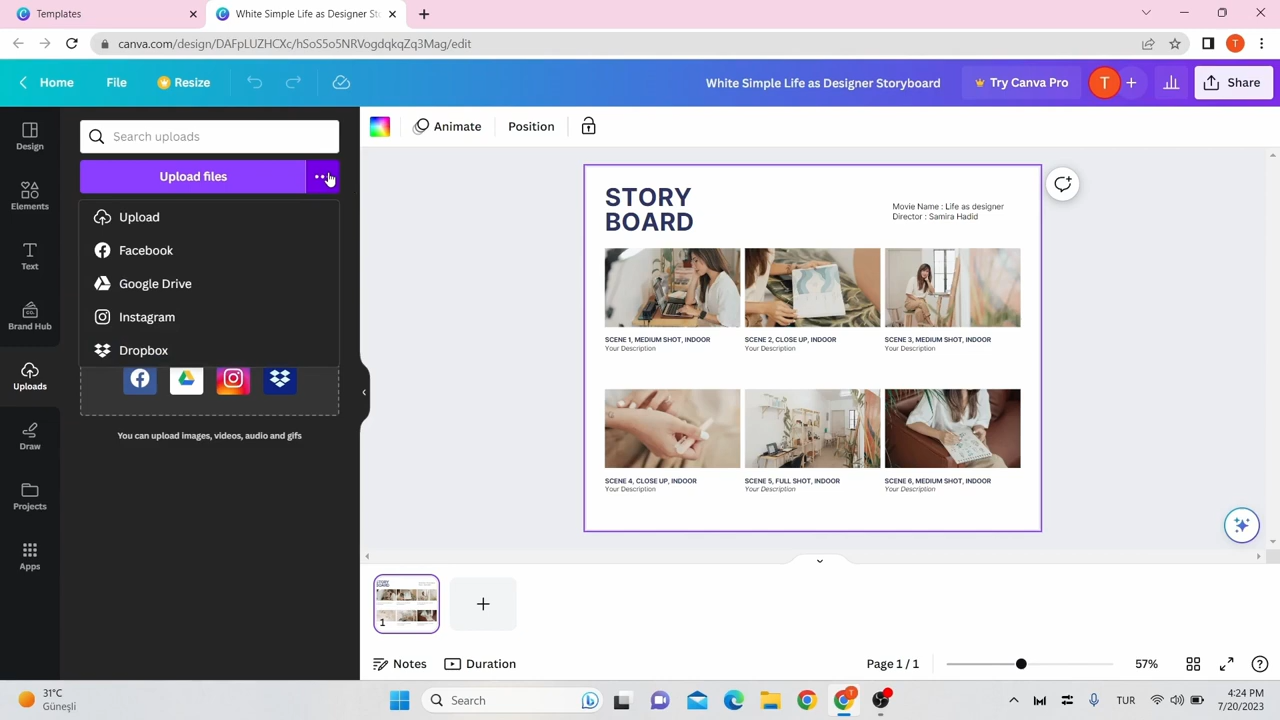 Templates
White Simple Life as Designer St
canva.com/design/DAFpLUZHCXc/hSoS5o5NRVogdqkqZq3Mag/edit
T
Home
File
Resize
White Simple Life as Designer Storyboard
Try Canva Pro
T
Share
Design
Elements
Text
Brand Hub
Uploads
Draw
Projects
Apps
Search uploads
Upload files
Upload
Facebook
Google Drive
Instagram
Dropbox
You can upload images, videos, audio and gifs
Animate
Position
STORY
BOARD
Movie Name : Life as designer
Director : Samira Hadid
SCENE 1, MEDIUM SHOT, INDOOR
Your Description
SCENE 2, CLOSE UP, INDOOR
Your Description
SCENE 3, MEDIUM SHOT, INDOOR
Your Description
SCENE 4, CLOSE UP, INDOOR
Your Description
SCENE 5, FULL SHOT, INDOOR
Your Description
SCENE 6, MEDIUM SHOT, INDOOR
Your Description
STORY
BOARD
1
Notes
Duration
Page 1 / 1
57%
31°C
Güneşli
Search
TUR
4:24 PM
7/20/2023